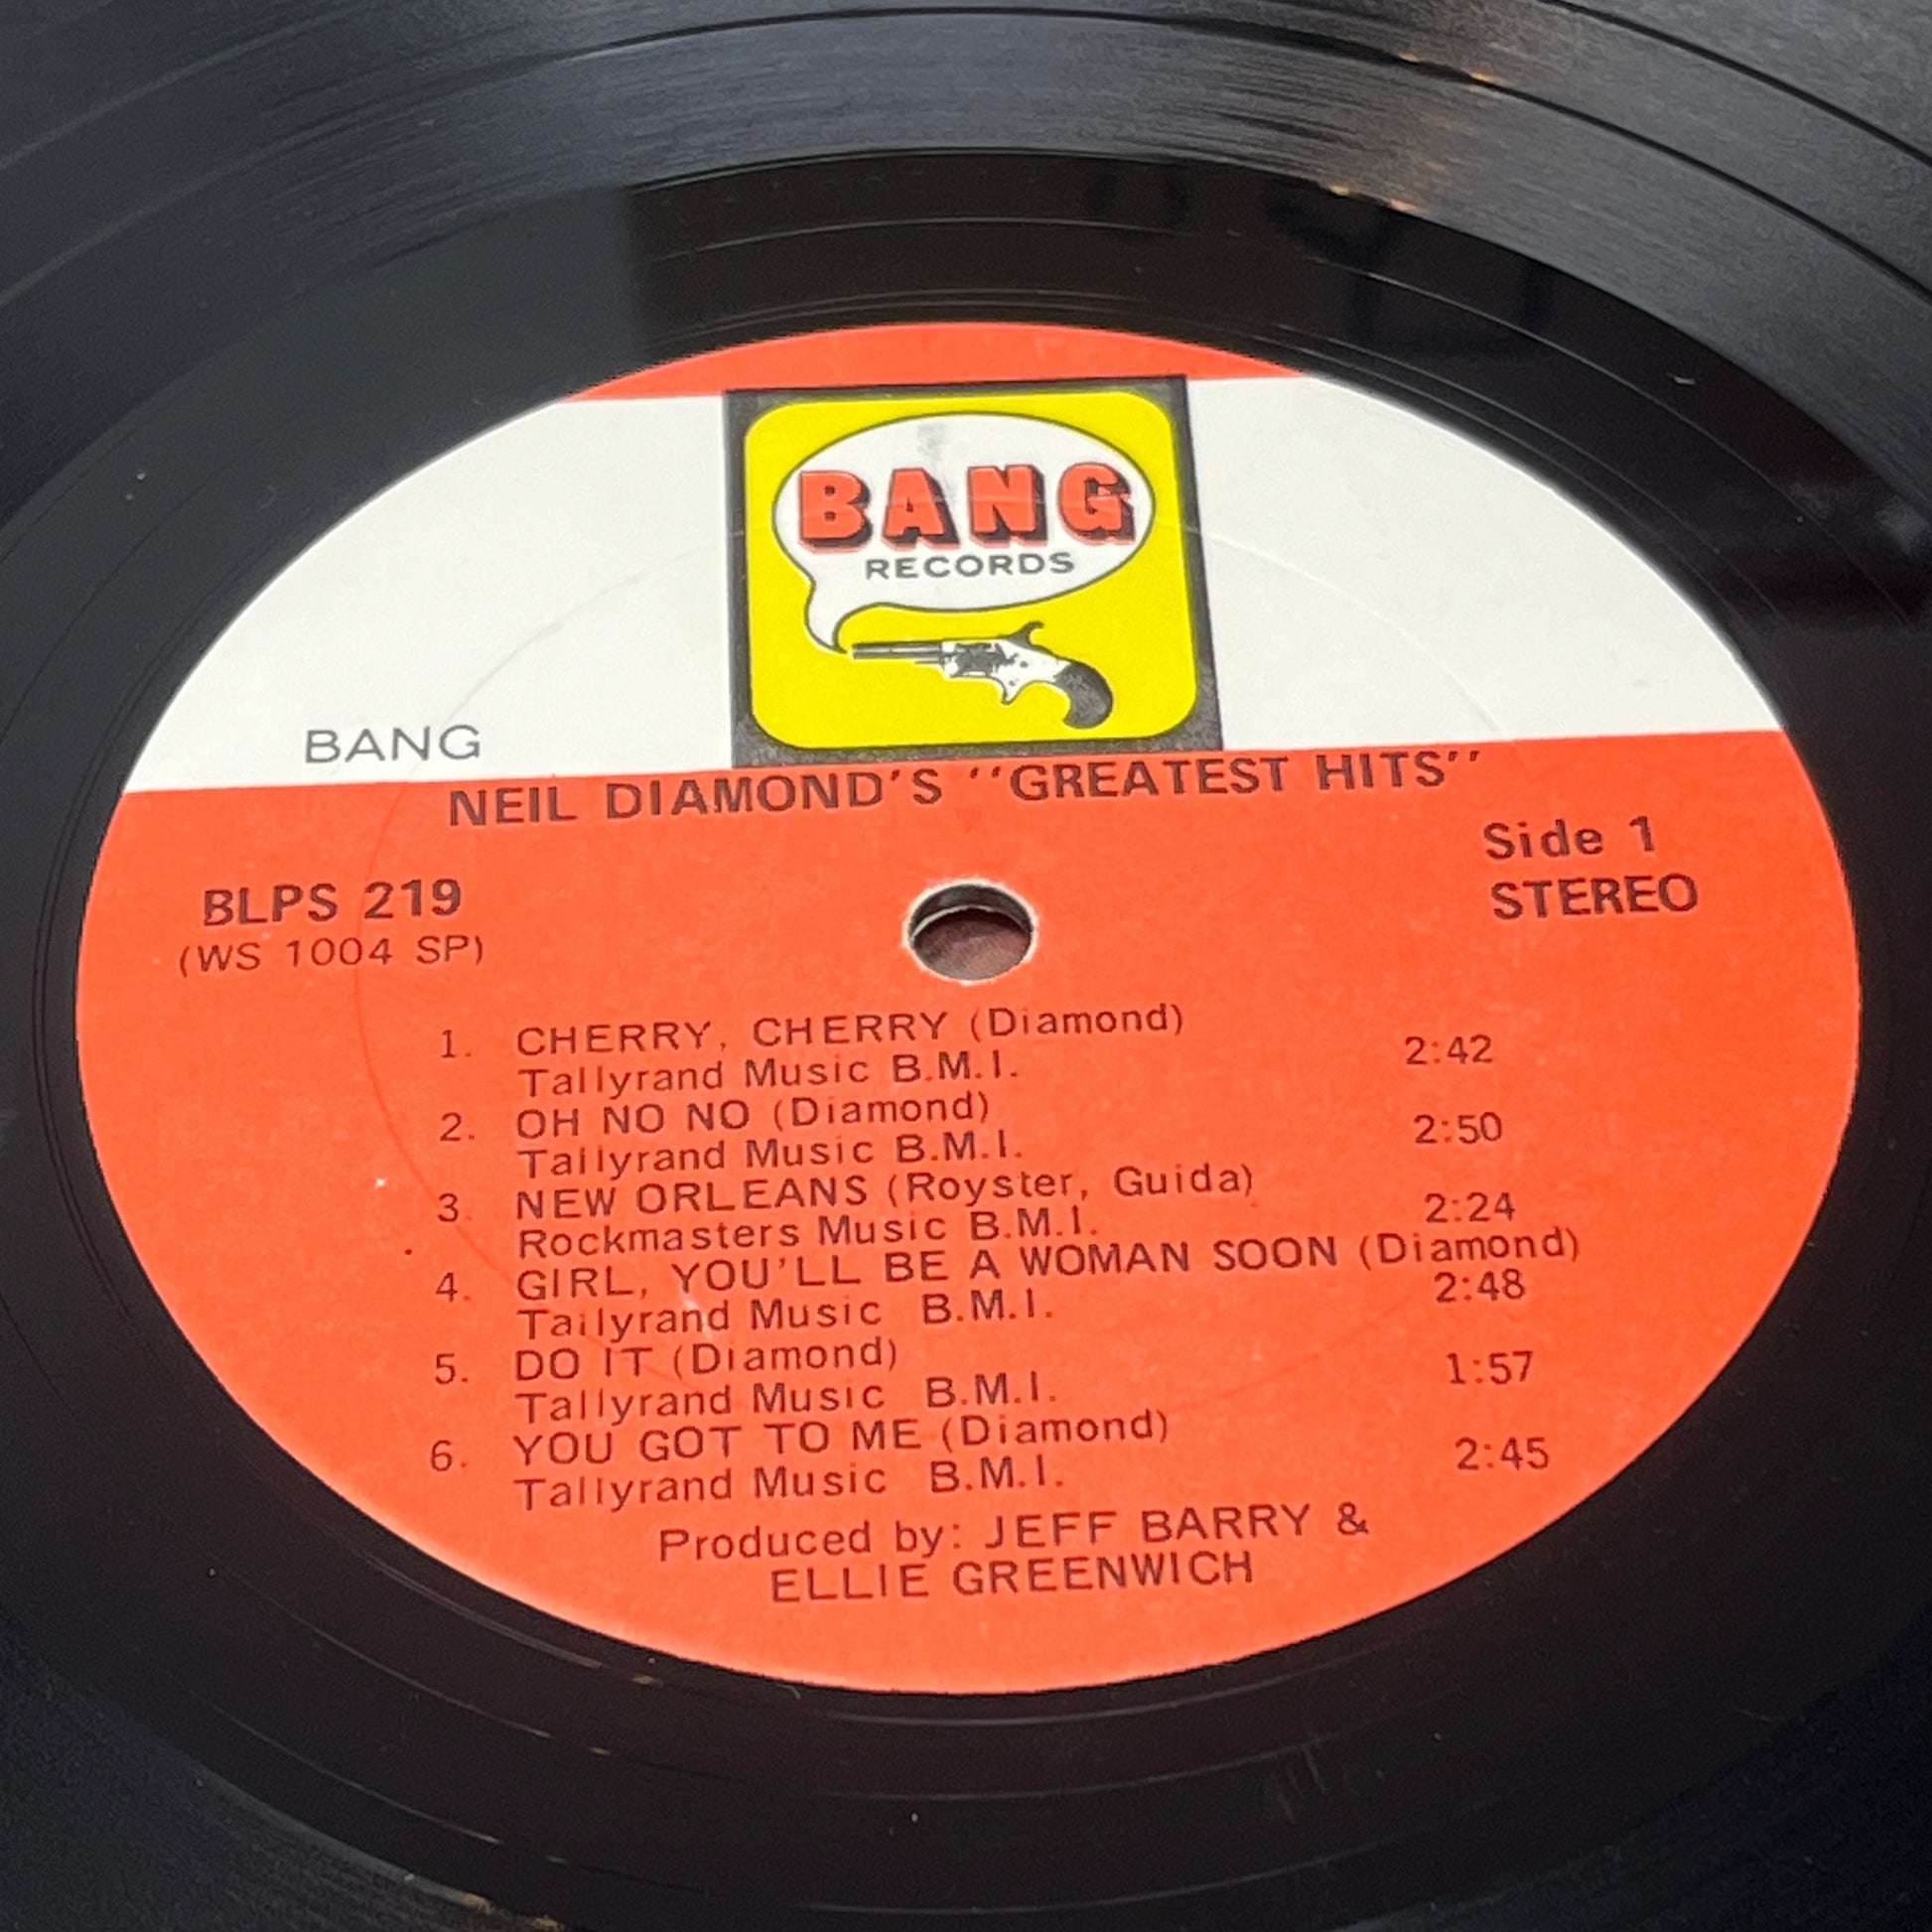 BANG
RECORDS
BANG
NEIL DIAMOND'S "GREATEST HITS"
Side 1
BLPS 219
STEREO
(WS 1004 SP)
1. CHERRY, CHERRY (Diamond)
Tallyrand Music B.M.I. 2:42
2. OH NO NO (Diamond)
Tallyrand Music B.M.I. 2:50
3. NEW ORLEANS (Royster, Guida)
Rockmasters Music B.M.I. 2:24
4. GIRL, YOU'LL BE A WOMAN SOON (Diamond)
Tallyrand Music B.M.I. 2:48
5. DO IT (Diamond)
Tallyrand Music B.M.I. 1:57
6. YOU GOT TO ME (Diamond)
Tallyrand Music B.M.I. 2:45
Produced by: JEFF BARRY &
ELLIE GREENWICH